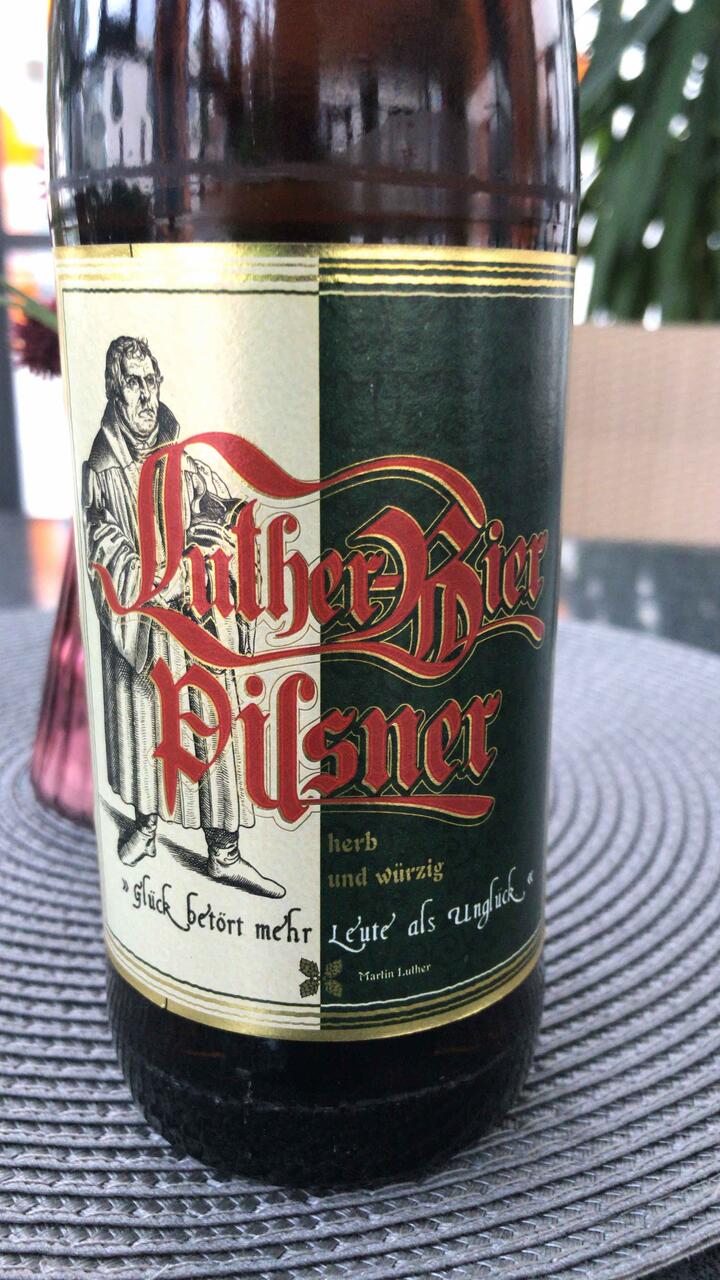 Luther-Bier
Pilsner
herb
und würzig
» Glück betört mehr Leute als Unglück «
Martin Luther